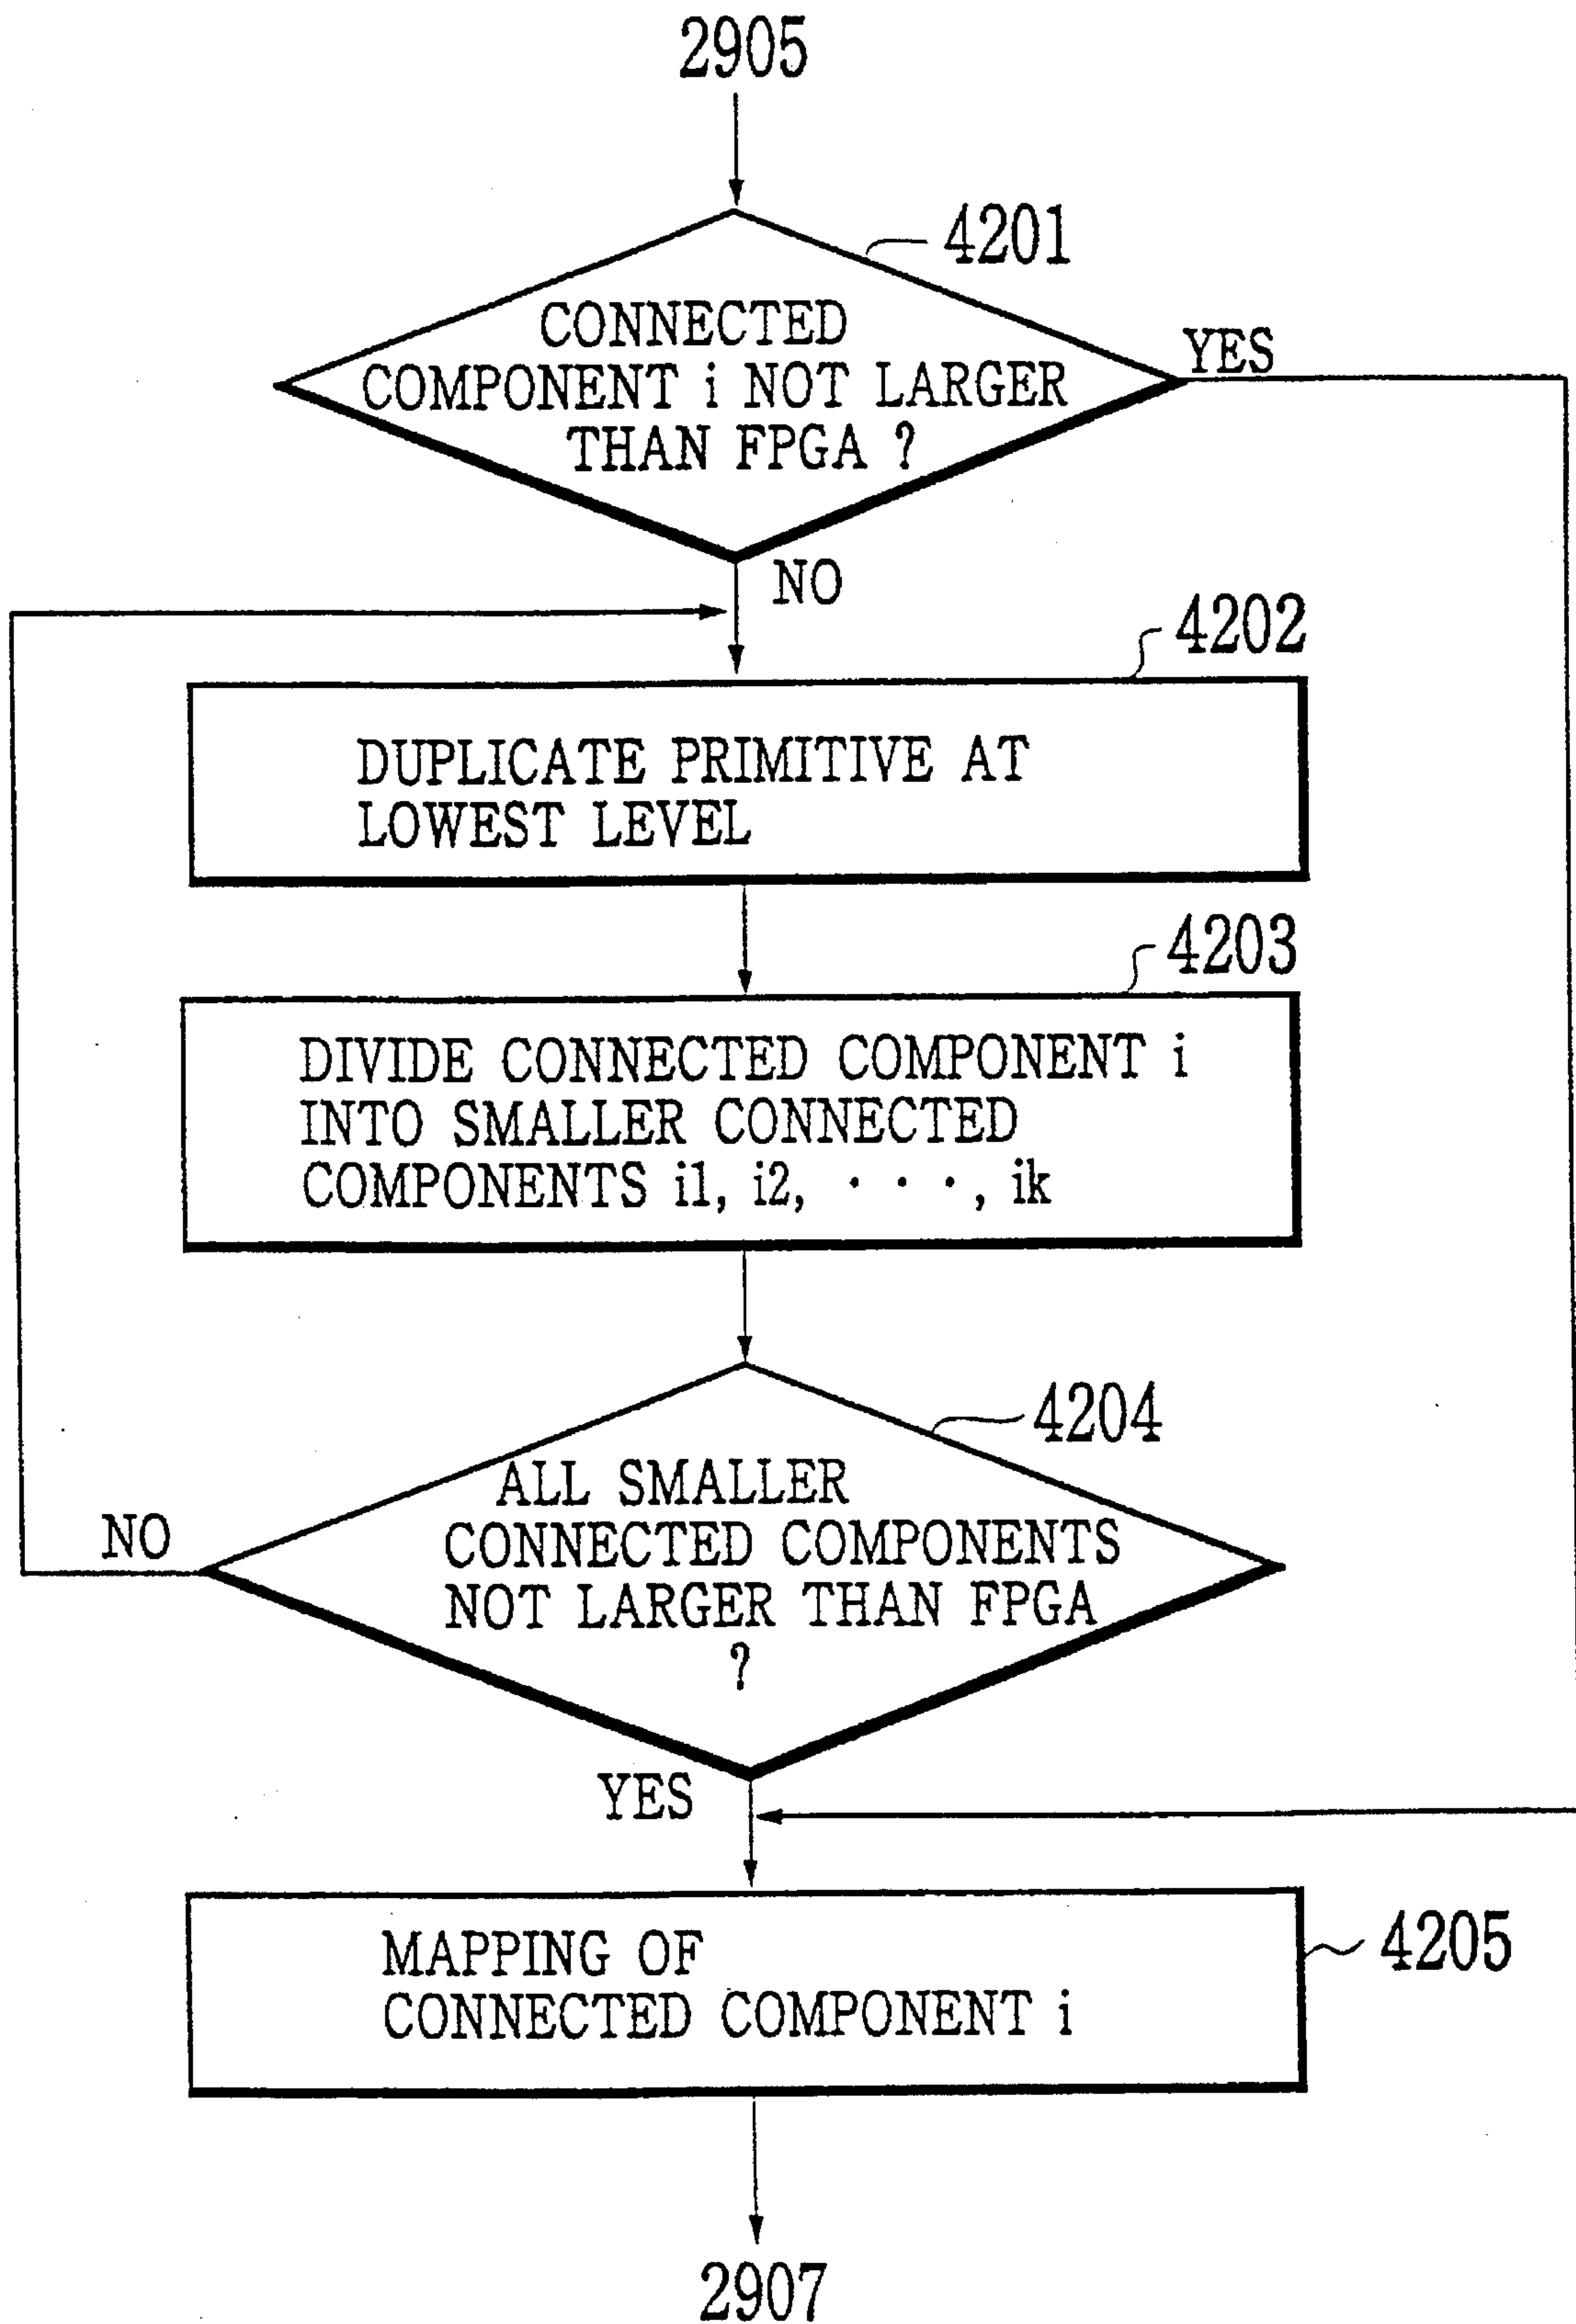 2905
4201
CONNECTED
COMPONENT i NOT LARGER
THAN FPGA ?
YES
NO
4202
DUPLICATE PRIMITIVE AT
LOWEST LEVEL
4203
DIVIDE CONNECTED COMPONENT i
INTO SMALLER CONNECTED
COMPONENTS i1, i2, · · ·, ik
4204
ALL SMALLER
CONNECTED COMPONENTS
NOT LARGER THAN FPGA
?
NO
YES
MAPPING OF
CONNECTED COMPONENT i
4205
2907